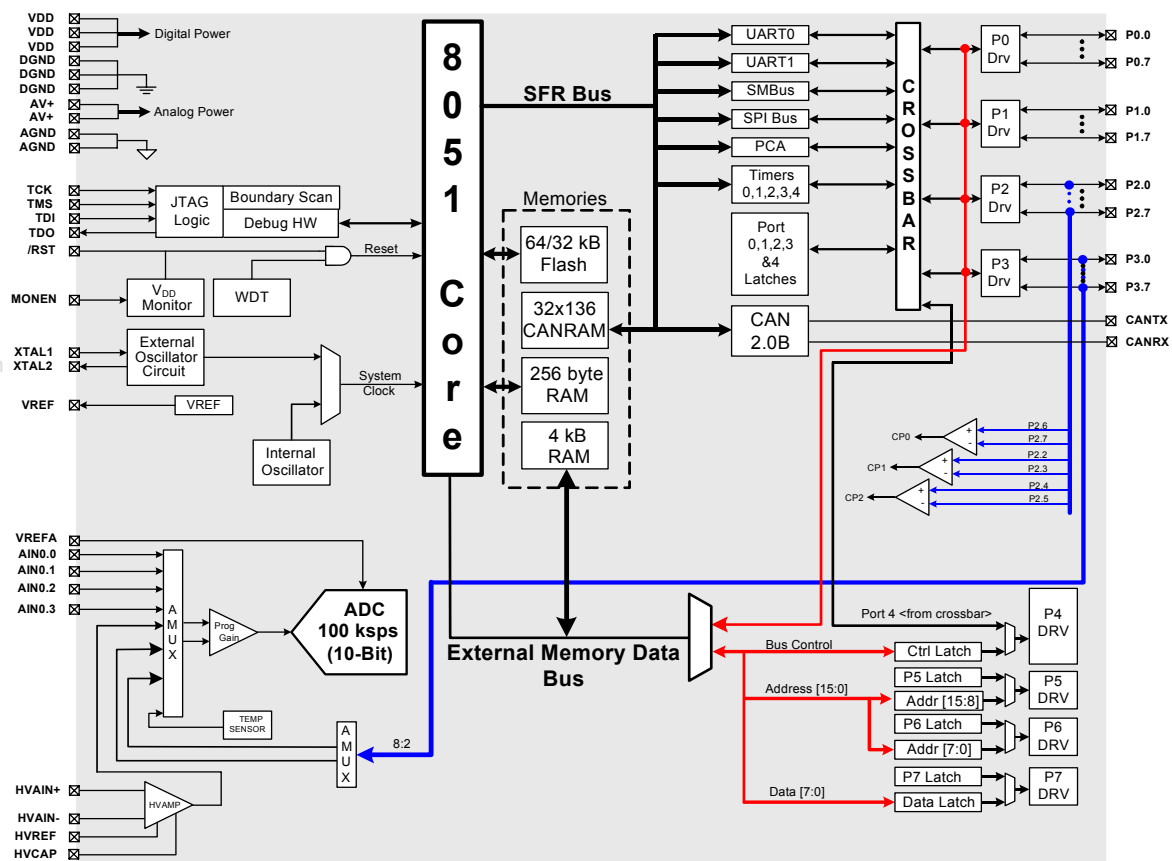 VDD
VDD
VDD
Digital Power
DGND
DGND
DGND
AV+
AV+
Analog Power
AGND
AGND
TCK
TMS
TDI
TDO
JTAG
Logic
Boundary Scan
Debug HW
/RST
Reset
MONEN
VDD
Monitor
WDT
XTAL1
XTAL2
External
Oscillator
Circuit
System
Clock
VREF
VREF
Internal
Oscillator
8051 Core
SFR Bus
Memories
64/32 kB
Flash
32x136
CANRAM
256 byte
RAM
4 kB
RAM
UART0
UART1
SMBus
SPI Bus
PCA
Timers
0,1,2,3,4
Port
0,1,2,3
&4
Latches
CAN
2.0B
CROSSBAR
P0
Drv
P1
Drv
P2
Drv
P3
Drv
P0.0
P0.7
P1.0
P1.7
P2.0
P2.7
P3.0
P3.7
CANTX
CANRX
CP0
+
-
P2.6
P2.7
CP1
+
-
P2.2
P2.3
CP2
+
-
P2.4
P2.5
VREFA
AIN0.0
AIN0.1
AIN0.2
AIN0.3
AMUX
Prog
Gain
ADC
100 ksps
(10-Bit)
TEMP
SENSOR
AMUX
8:2
HVAIN+
HVAIN-
HVREF
HVCAP
HVAMP
External Memory Data
Bus
Port 4 <from crossbar>
Bus Control
Ctrl Latch
P4
DRV
Address [15:0]
P5 Latch
Addr [15:8]
P5
DRV
P6 Latch
Addr [7:0]
P6
DRV
Data [7:0]
P7 Latch
Data Latch
P7
DRV